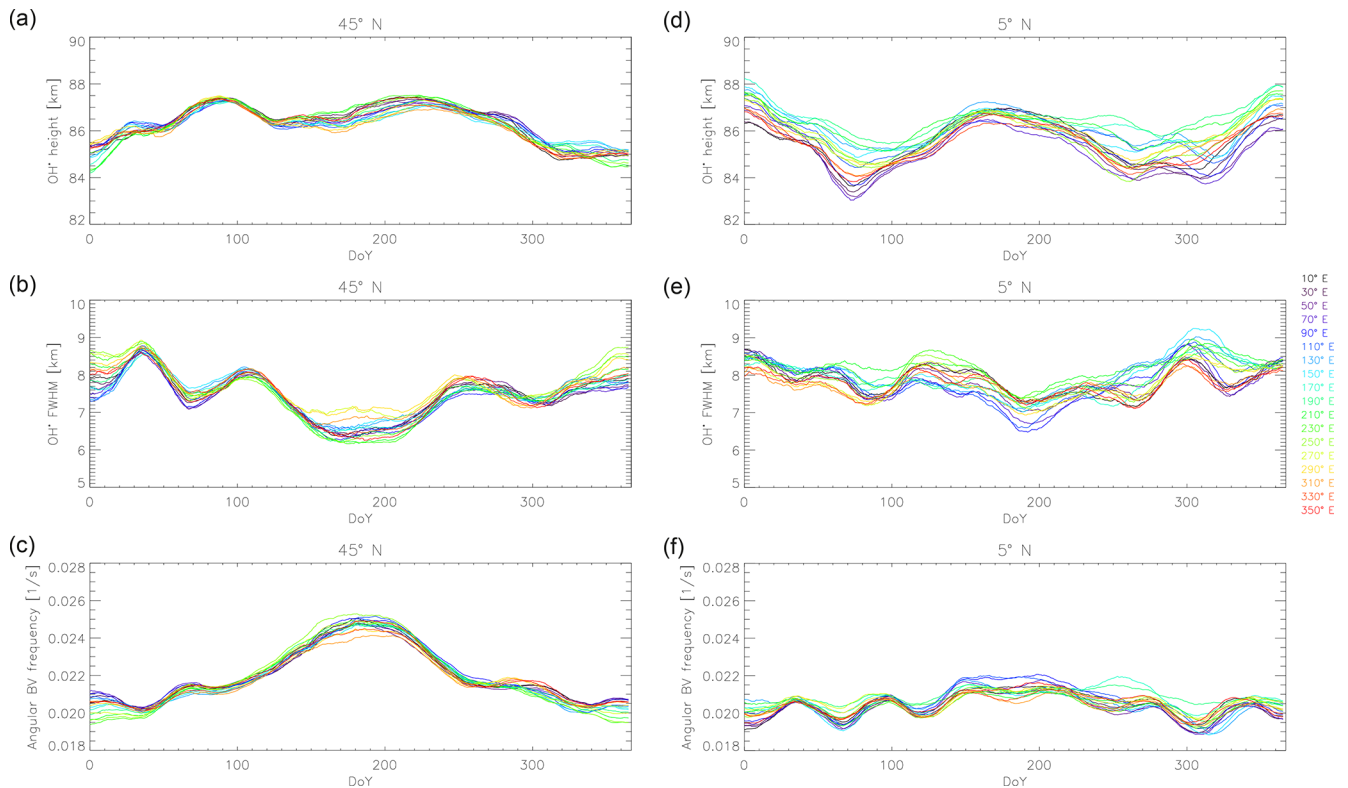 (a)
45° N
OH* height [km]
90
88
86
84
82
0
100
200
300
DoY
(d)
5° N
OH* height [km]
90
88
86
84
82
0
100
200
300
DoY
(b)
45° N
OH* FWHM [km]
10
9
8
7
6
5
0
100
200
300
DoY
(e)
5° N
OH* FWHM [km]
10
9
8
7
6
5
0
100
200
300
DoY
10° E
30° E
50° E
70° E
90° E
110° E
130° E
150° E
170° E
190° E
210° E
230° E
250° E
270° E
290° E
310° E
330° E
350° E
(c)
45° N
Angular BV frequency [1/s]
0.028
0.026
0.024
0.022
0.020
0.018
0
100
200
300
DoY
(f)
5° N
Angular BV frequency [1/s]
0.028
0.026
0.024
0.022
0.020
0.018
0
100
200
300
DoY